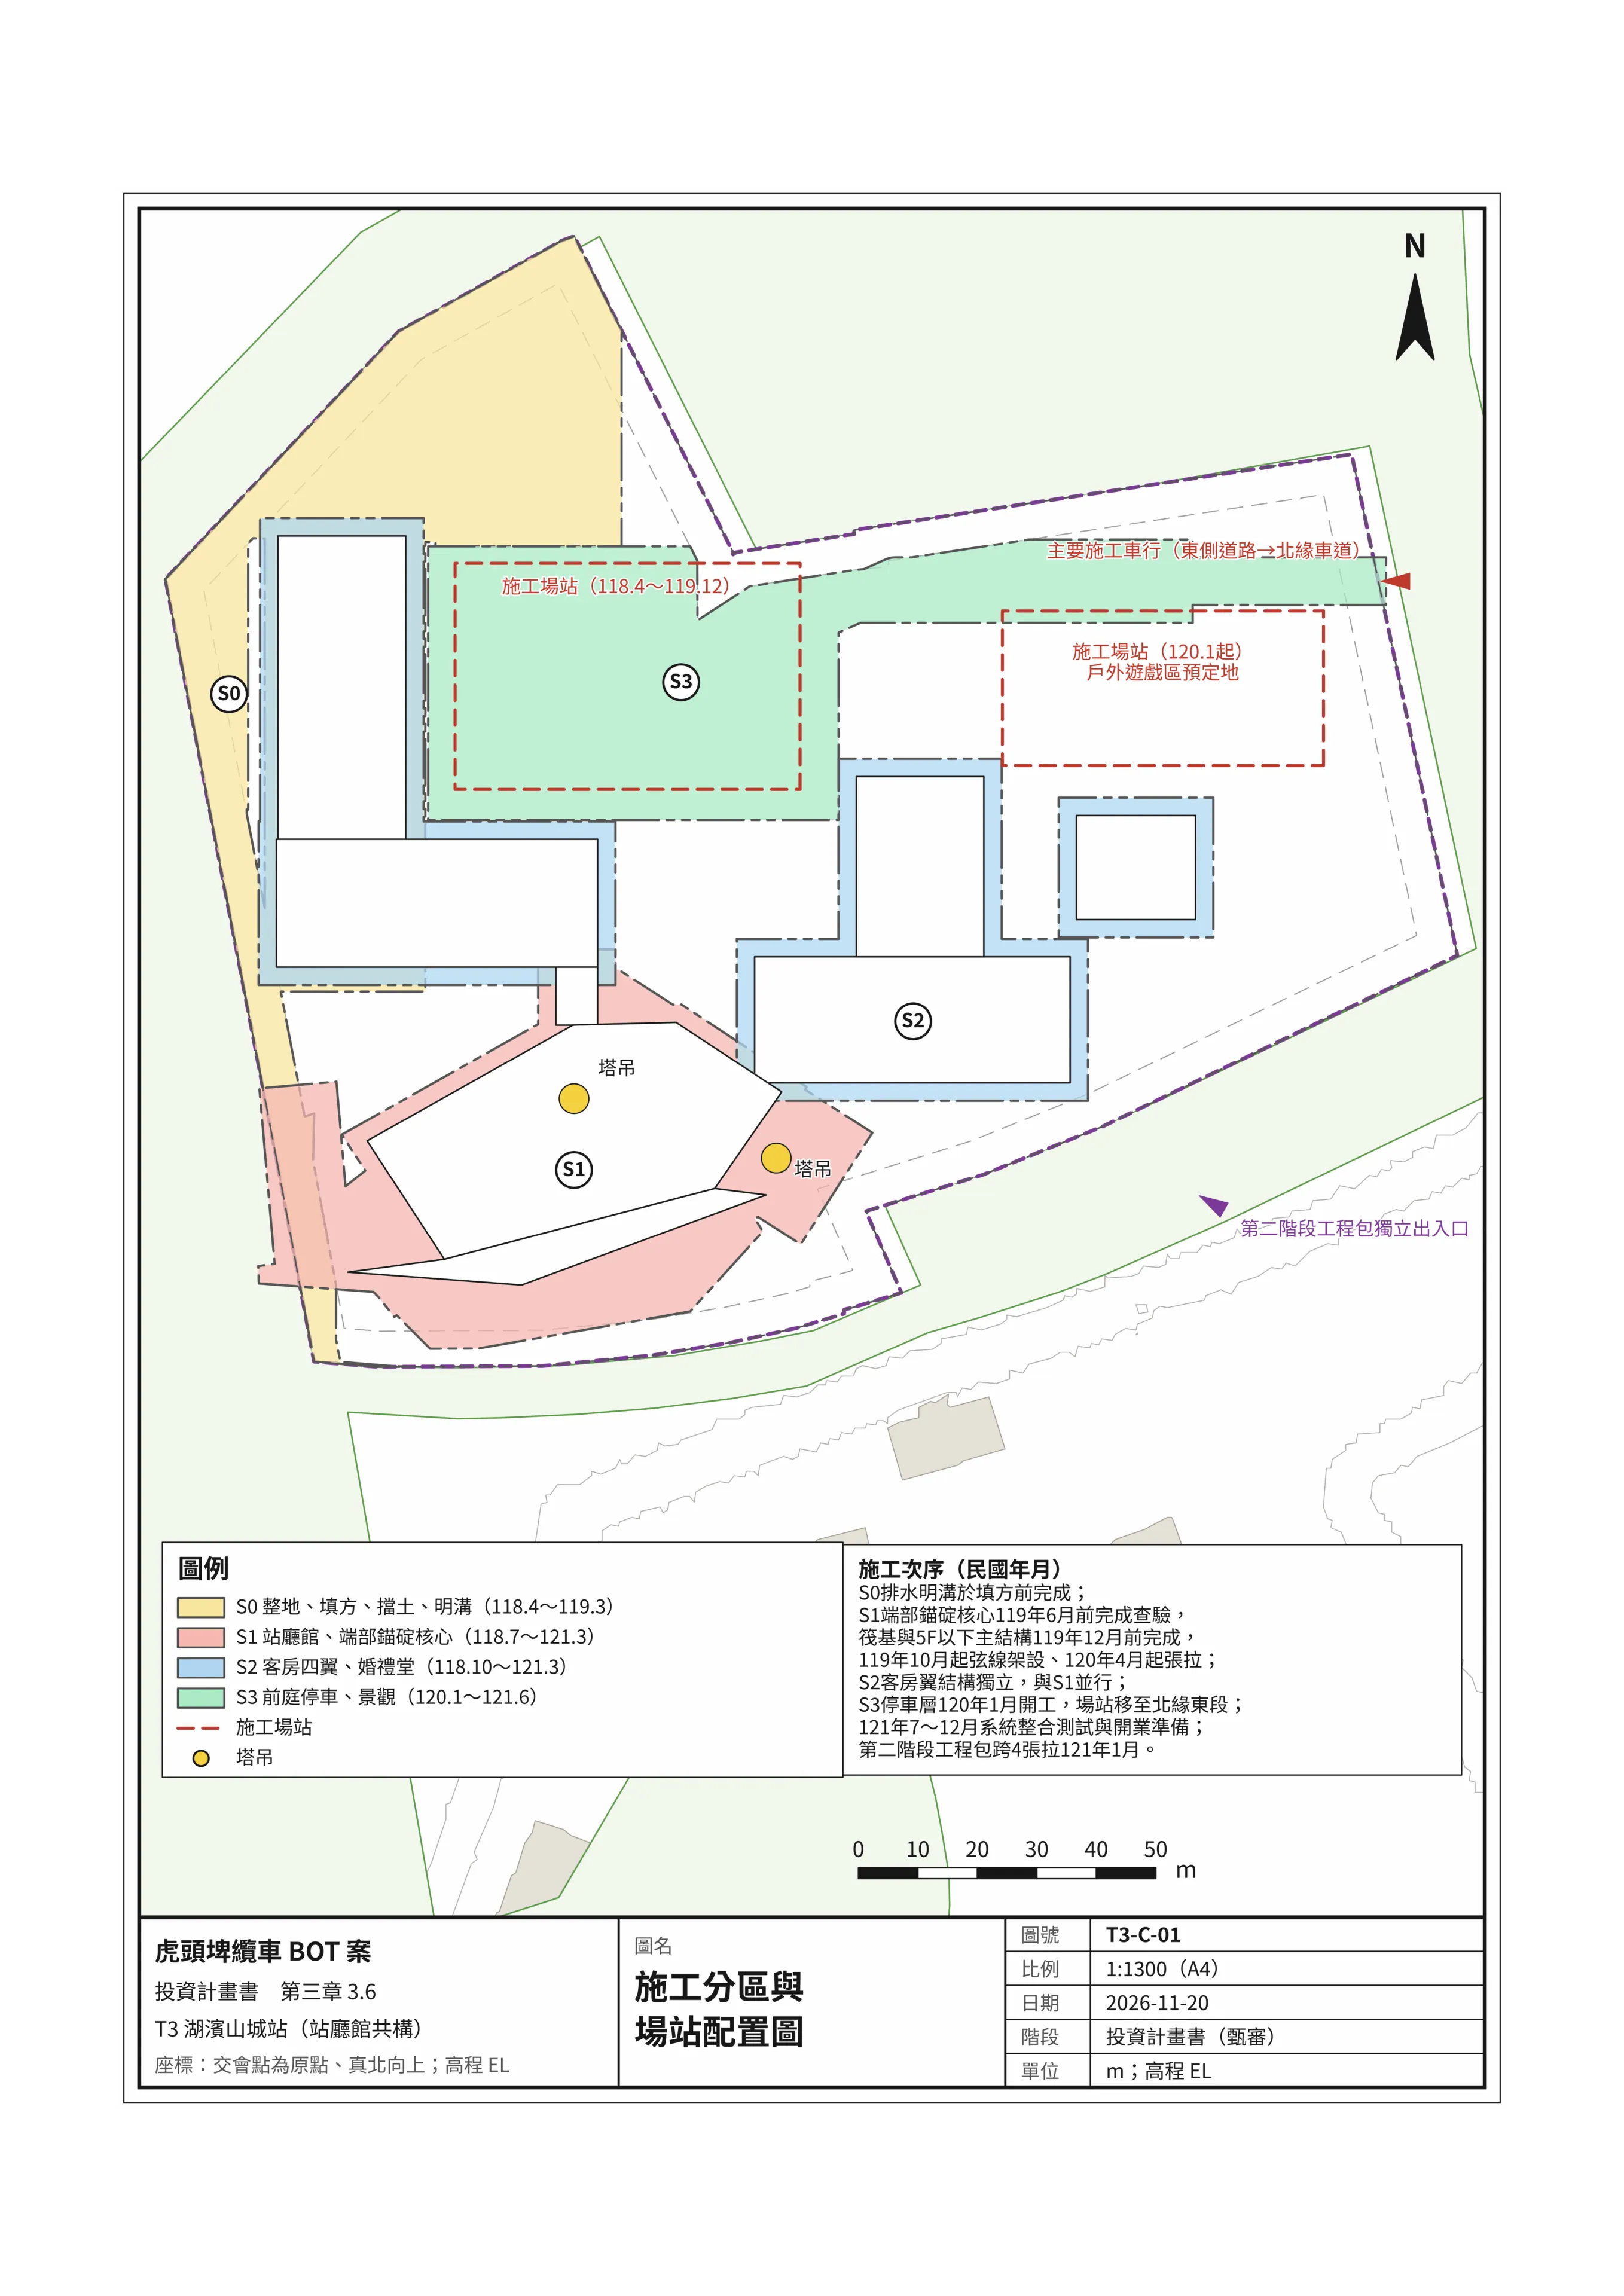 N
主要施工車行（東側道路→北緣車道）
施工場站（118.4～119.12）
施工場站（120.1起）
戶外遊戲區預定地
S3
S0
S2
塔吊
塔吊
S1
第二階段工程包獨立出入口
圖例
S0 整地、填方、擋土、明溝（118.4～119.3）
S1 站廳館、端部錨碇核心（118.7～121.3）
S2 客房四翼、婚禮堂（118.10～121.3）
S3 前庭停車、景觀（120.1～121.6）
施工場站
塔吊
施工次序（民國年月）
S0排水明溝於填方前完成；
S1端部錨碇核心119年6月前完成查驗，
筏基與5F以下主結構119年12月前完成，
119年10月起弦線架設、120年4月起張拉；
S2客房翼結構獨立，與S1並行；
S3停車層120年1月開工，場站移至北緣東段；
121年7～12月系統整合測試與開業準備；
第二階段工程包跨4張拉121年1月。
0 10 20 30 40 50 m
虎頭埤纜車 BOT 案
投資計畫書　第三章 3.6
T3 湖濱山城站（站廳館共構）
座標：交會點為原點、真北向上；高程 EL
圖名
施工分區與
場站配置圖
圖號 T3-C-01
比例 1:1300（A4）
日期 2026-11-20
階段 投資計畫書（甄審）
單位 m；高程 EL